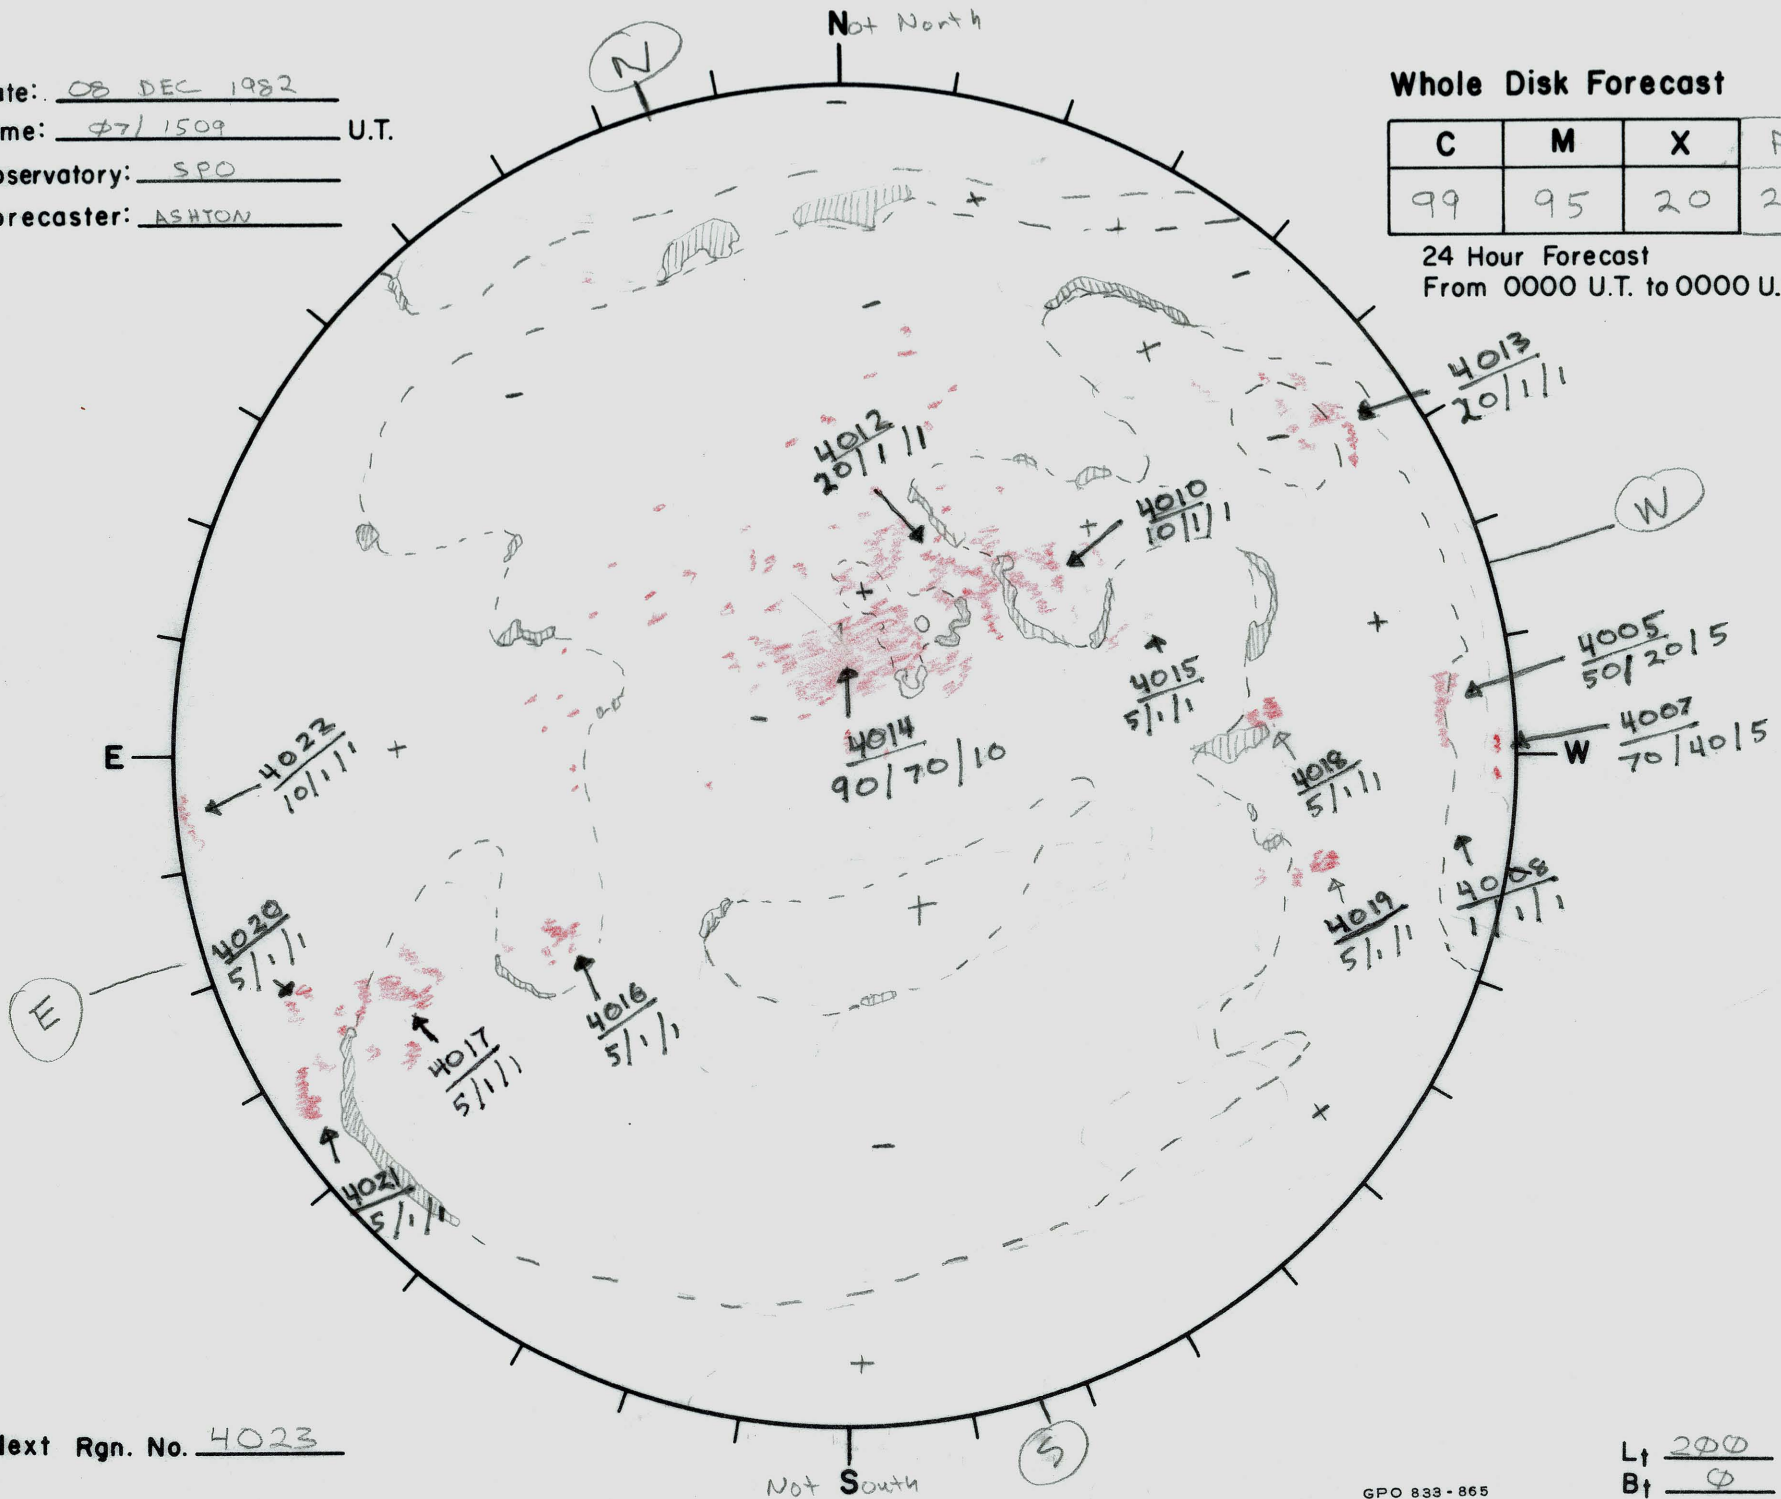 Not North
N
ate: 08 DEC 1982
me: 07/1509 U.T.
oservatory: SPO
orecaster: ASHTON
Whole Disk Forecast
C M X
99 95 20 2
24 Hour Forecast
From 0000 U.T. to 0000 U.
4013
20/1/1
4012
20/1/1
4010
10/1/1
W
4005
50/20/5
4015
5/1/1
4007
70/40/5
4014
90/70/10
E
W
4022
10/1/1
4018
5/1/1
4008
1/1/1
4020
5/1/1
4019
5/1/1
E
4016
5/1/1
4017
5/1/1
4021
5/1/1
Next Rgn. No. 4023
S
Not South
Lt 200
Bt 0
GPO 833-865